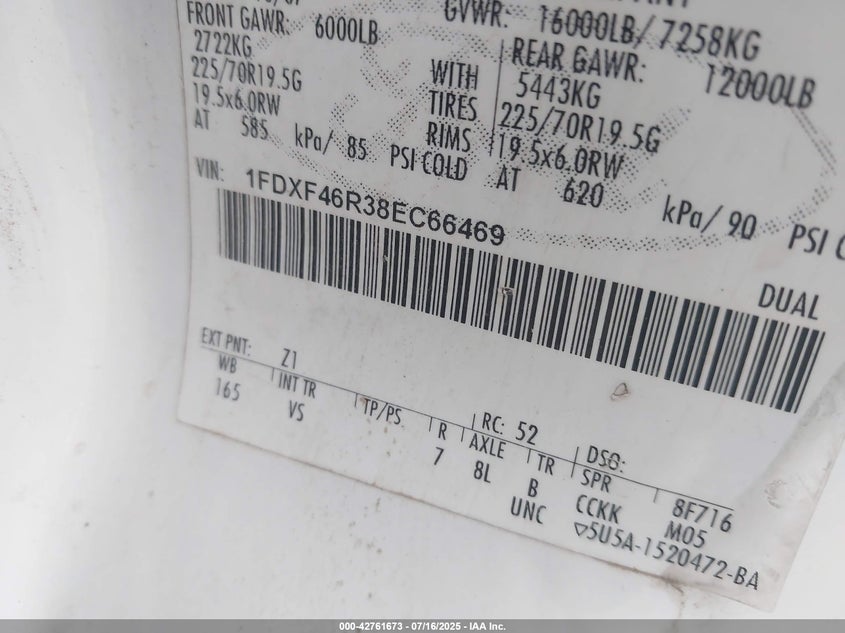 FRONT GAWR: 6000LB
2722KG
225/70R19.5G
19.5x6.0RW
AT 585 kPa/ 85 PSI COLD
WITH
TIRES
RIMS
GVWR: 16000LB/ 7258KG
REAR GAWR: 12000LB
5443KG
225/70R19.5G
19.5x6.0RW
AT 620 kPa/ 90 PSI
DUAL
VIN: 1FDXF46R38EC66469
EXT PNT: Z1
RC: 52
DSO:
WB
INT TR
TP/PS
R
AXLE
TR
SPR
165
VS
7
8L
B
CCKK
8F716
M05
UNC
▽5U5A-1520472-BA
000-42761673 - 07/16/2025 - IAA Inc.